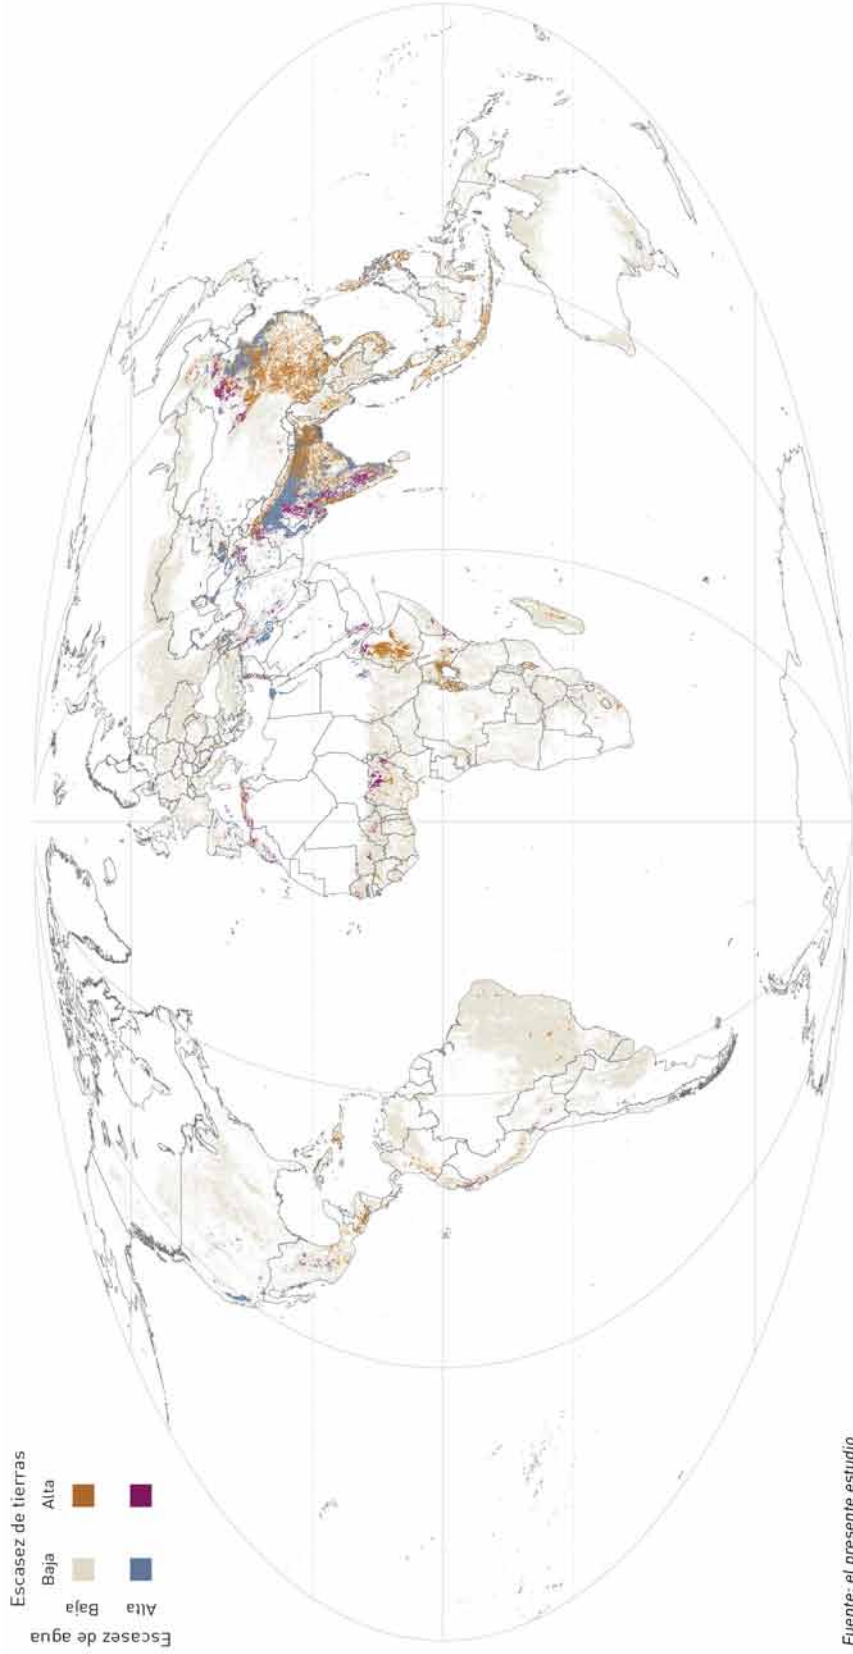 Escasez de tierras
Baja Alta
Escasez de agua
Baja
Alta
Fuente: el presente estudio